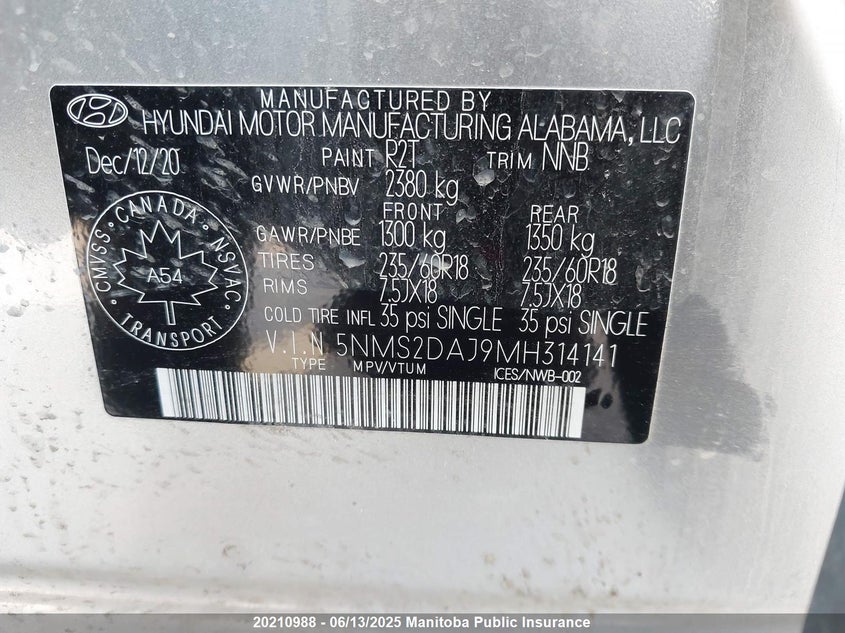 MANUFACTURED BY
HYUNDAI MOTOR MANUFACTURING ALABAMA, LLC
Dec/12/20 PAINT R2T TRIM NNB
GVWR/PNBV 2380 kg
FRONT REAR
GAWR/PNBE 1300 kg 1350 kg
TIRES 235/60R18 235/60R18
RIMS 7.5JX18 7.5JX18
COLD TIRE INFL 35 psi SINGLE 35 psi SINGLE
V.I.N 5NMS2DAJ9MH314141
TYPE MPV/VTUM ICES/NWB-002
CANADA
CMVSS NSVAC
A54
TRANSPORT
20210988 - 06/13/2025 Manitoba Public Insurance